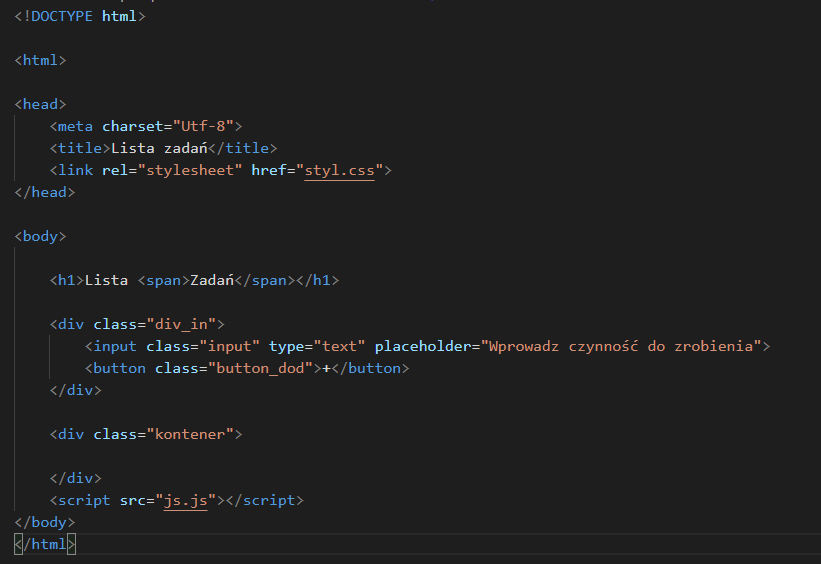 <!DOCTYPE html>
<html>
<head>
<meta charset="Utf-8">
<title>Lista zadań</title>
<link rel="stylesheet" href="styl.css">
</head>
<body>
<h1>Lista <span>Zadań</span></h1>
<div class="div_in">
<input class="input" type="text" placeholder="Wprowadz czynność do zrobienia">
<button class="button_dod">+</button>
</div>
<div class="kontener">
</div>
<script src="js.js"></script>
</body>
</html>